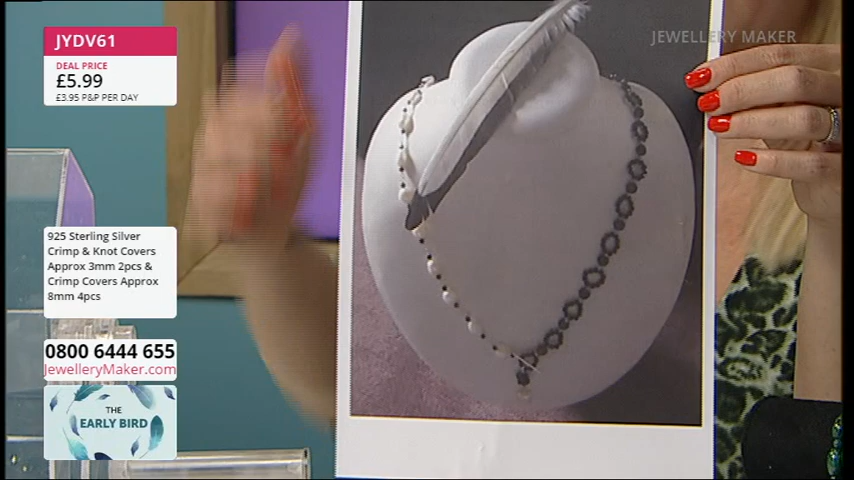 JYDV61
DEAL PRICE
£5.99
£3.95 P&P PER DAY
JEWELLERY MAKER
925 Sterling Silver
Crimp & Knot Covers
Approx 3mm 2pcs &
Crimp Covers Approx
8mm 4pcs
0800 6444 655
JewelleryMaker.com
THE
EARLY BIRD